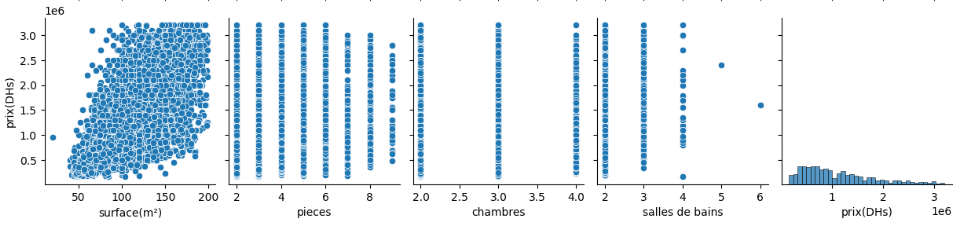 1e6
prix(DHs)
3.0
2.5
2.0
1.5
1.0
0.5
50 100 150 200
surface(m²)
2 4 6 8
pieces
2.0 2.5 3.0 3.5 4.0
chambres
2 3 4 5 6
salles de bains
0 1 2 3
1e6
prix(DHs)